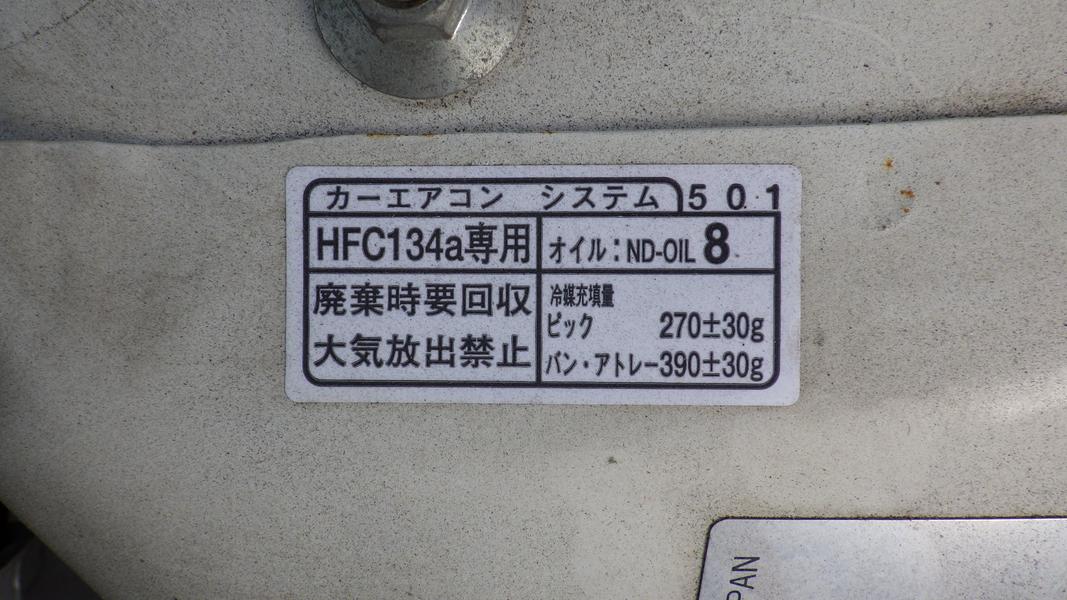 カーエアコン システム 501
HFC134a専用
廃棄時要回収
大気放出禁止
オイル：ND-OIL 8
冷媒充填量
ピック 270±30g
バン・アトレー390±30g
PAN